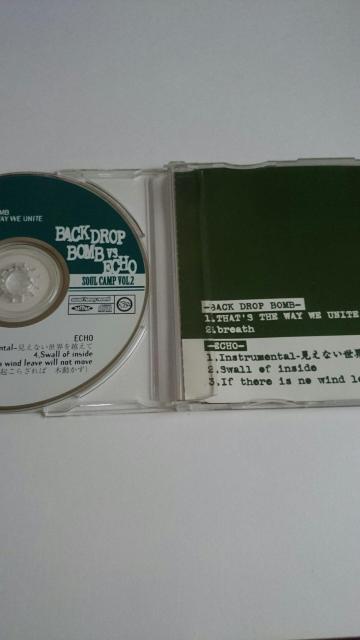 BOMB
WAY WE UNITE
BACK DROP
BOMB VS
ECHO
SOUL CAMP VOL.2
ECHO
ntal-見えない世界を越えて
4.Swall of inside
o wind leave will not move
起こらざれば 木動かず)
-BACK DROP BOMB-
1.THAT'S THE WAY WE UNITE
2.breath
-ECHO-
1.Instrumental-見えない世界
2.Swall of inside
3.If there is no wind le